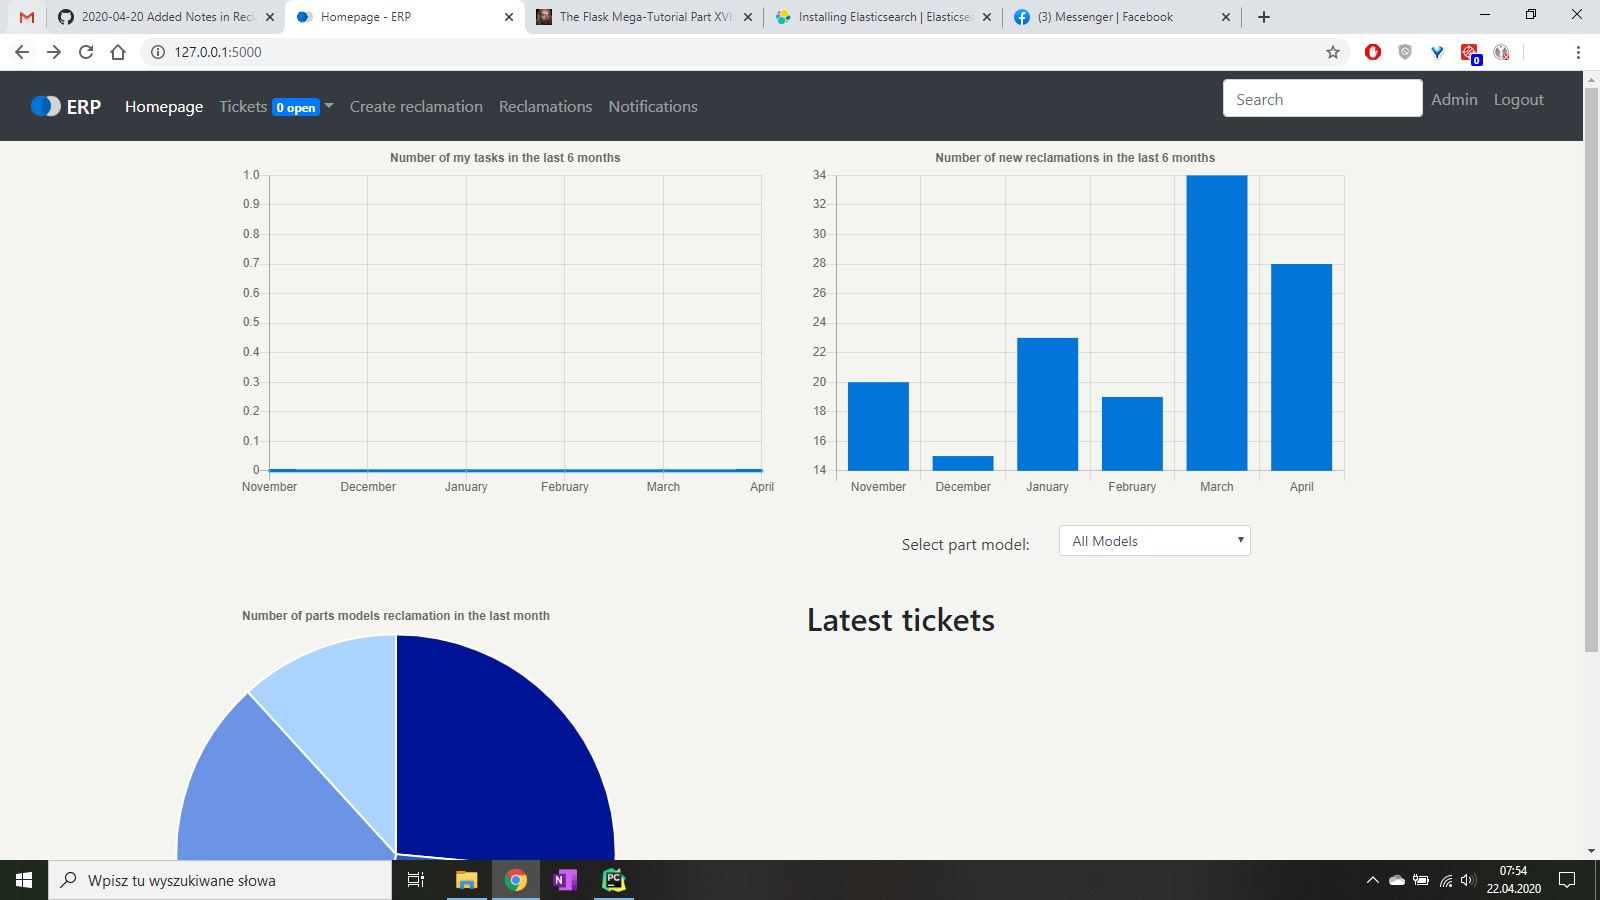 2020-04-20 Added Notes in Recl
Homepage - ERP
The Flask Mega-Tutorial Part XVI
Installing Elasticsearch | Elasticsea
(3) Messenger | Facebook
127.0.0.1:5000
0
ERP Homepage Tickets 0 open Create reclamation Reclamations Notifications Search Admin Logout
Number of my tasks in the last 6 months
1.0
0.9
0.8
0.7
0.6
0.5
0.4
0.3
0.2
0.1
0
November December January February March April
Number of new reclamations in the last 6 months
34
32
30
28
26
24
22
20
18
16
14
November December January February March April
Select part model: All Models
Number of parts models reclamation in the last month
Latest tickets
Wpisz tu wyszukiwane słowa
N
PC
07:54
22.04.2020